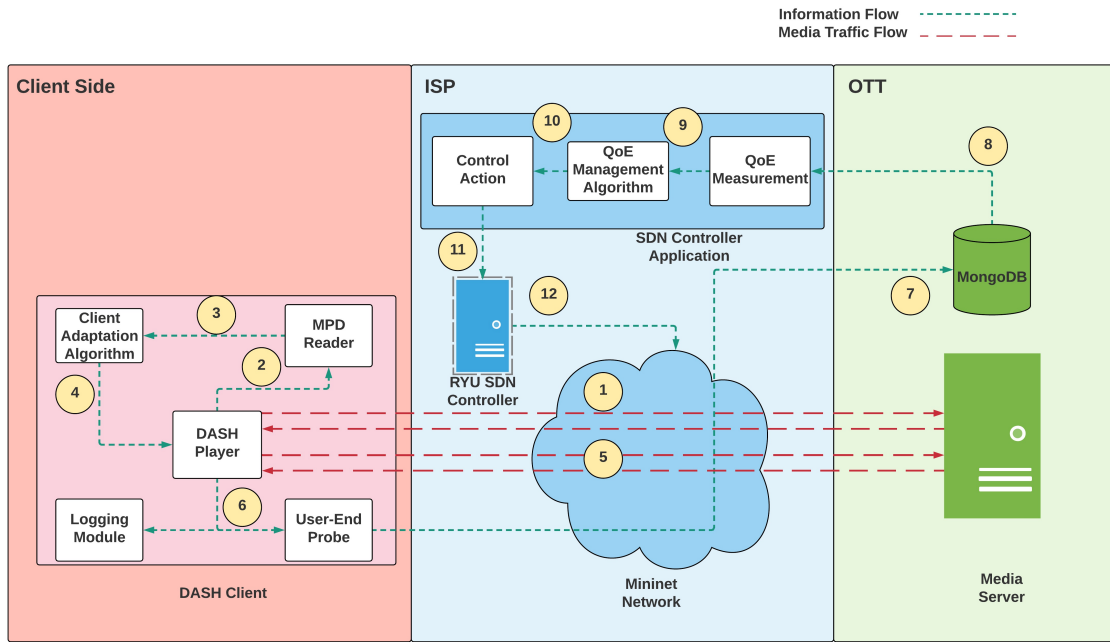 Information Flow
Media Traffic Flow
Client Side
ISP
OTT
10
9
8
Control
Action
QoE
Management
Algorithm
QoE
Measurement
SDN Controller
Application
11
12
7
MongoDB
3
Client
Adaptation
Algorithm
MPD
Reader
2
4
RYU SDN
Controller
1
DASH
Player
5
6
Logging
Module
User-End
Probe
DASH Client
Mininet
Network
Media
Server